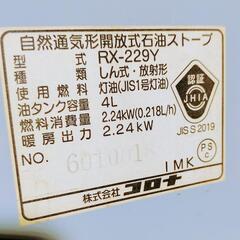 自然通気形開放式石油ストーブ
型式 RX-229Y
種類 しん式・放射形
使用燃料 灯油(JIS1号灯油)
油タンク容量 4L
燃料消費量 2.24kW(0.218L/h)
暖房出力 2.24kW
認証
JHIA
JIS S 2019
NO.
1MK
PS
C
株式会社 コロナ